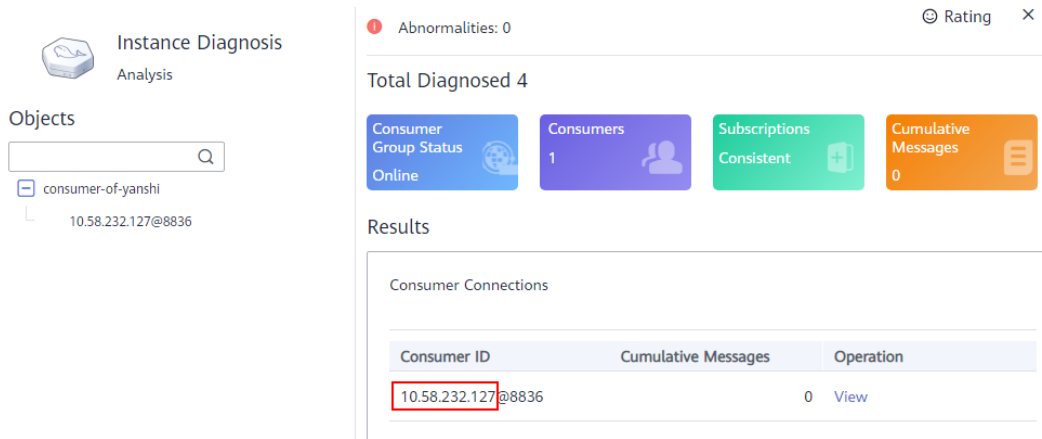 Instance Diagnosis
Analysis
Objects
consumer-of-yanshi
10.58.232.127@8836
Abnormalities: 0
Rating
Total Diagnosed 4
Consumer
Group Status
Online
Consumers
1
Subscriptions
Consistent
Cumulative
Messages
0
Results
Consumer Connections
Consumer ID Cumulative Messages Operation
10.58.232.127@8836 0 View